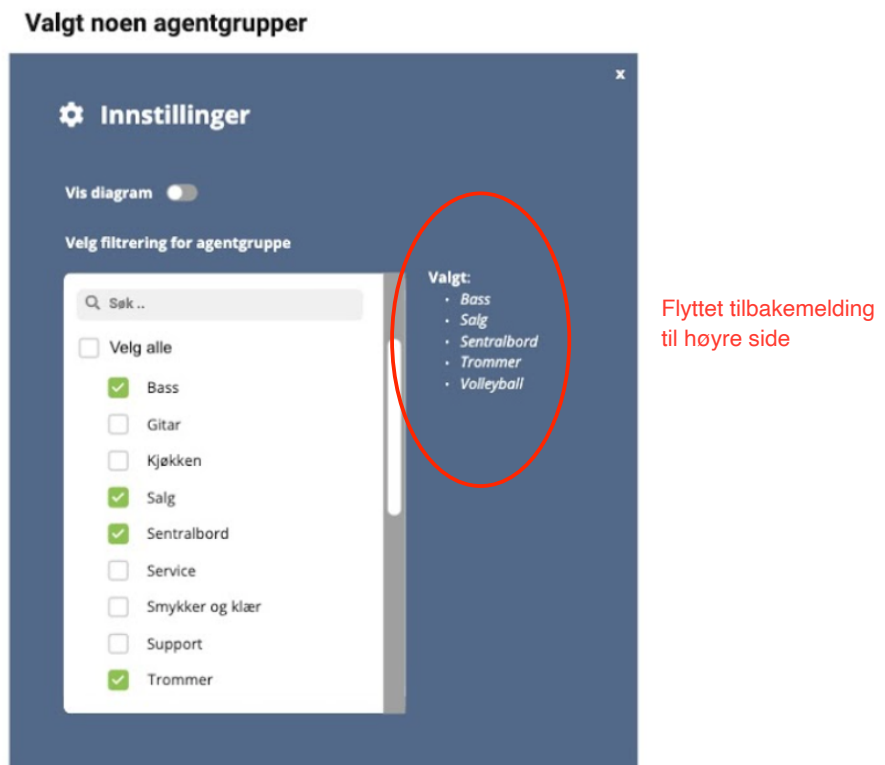 Valgt noen agentgrupper
x
Innstillinger
Vis diagram
Velg filtrering for agentgruppe
Søk ..
Velg alle
Bass
Gitar
Kjøkken
Salg
Sentralbord
Service
Smykker og klær
Support
Trommer
Valgt:
· Bass
· Salg
· Sentralbord
· Trommer
· Volleyball
Flyttet tilbakemelding
til høyre side